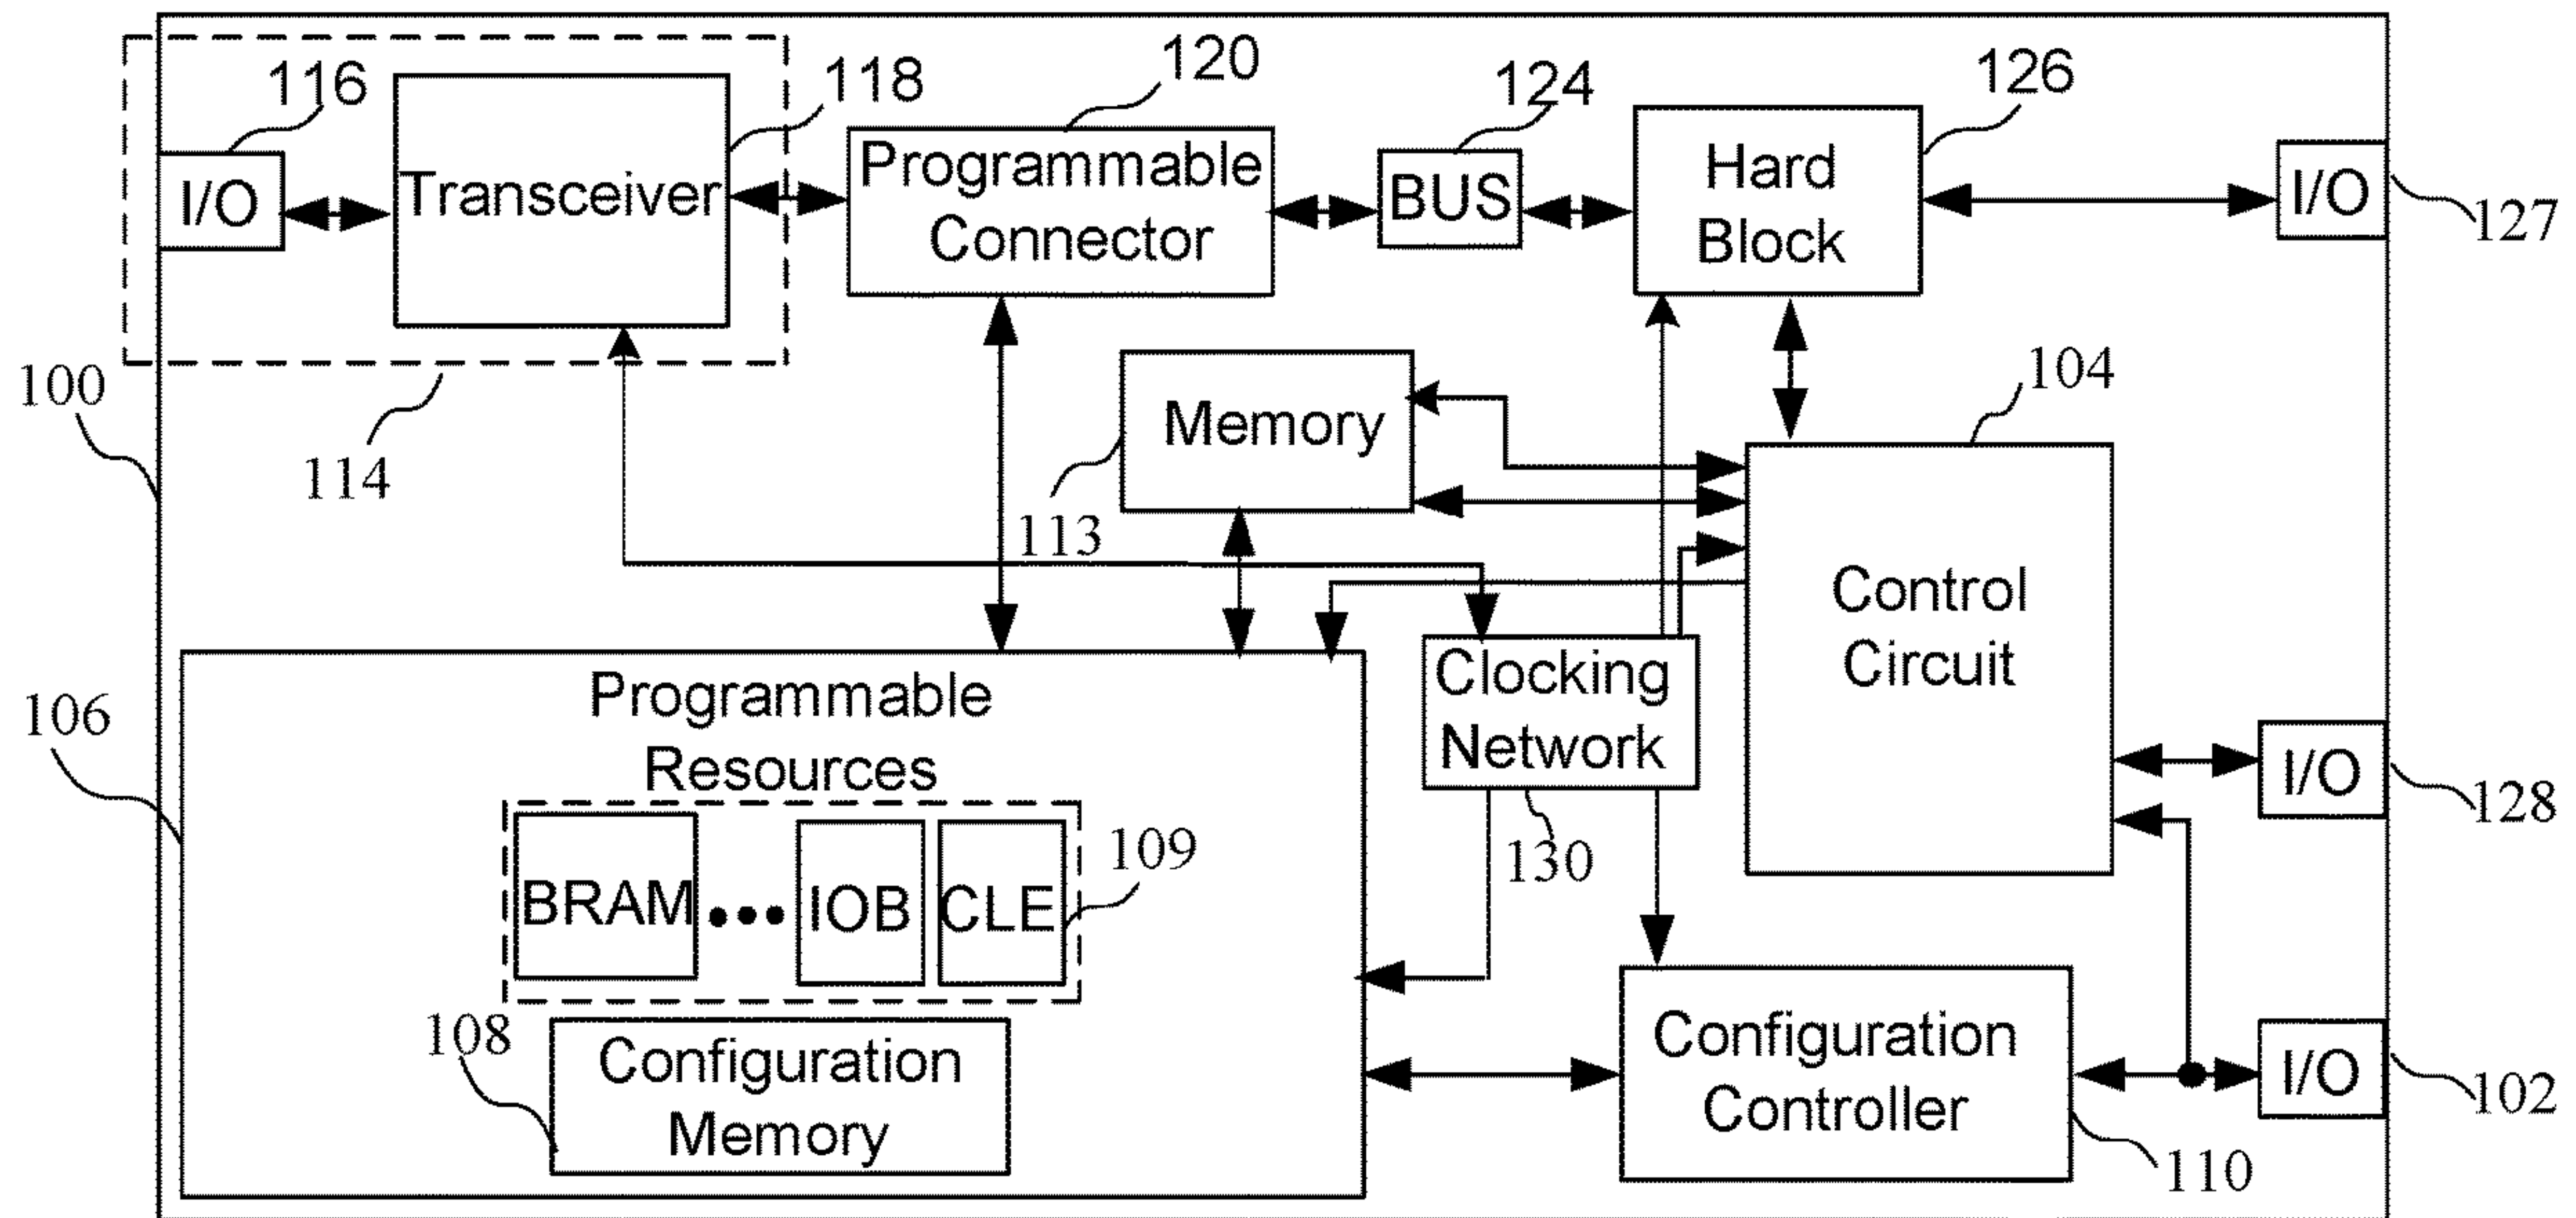 116
118
120
124
126
I/O
Transceiver
Programmable
Connector
BUS
Hard
Block
I/O
127
100
114
Memory
113
104
Control
Circuit
106
Programmable
Resources
Clocking
Network
130
I/O
128
BRAM
IOB
CLE
109
108
Configuration
Memory
Configuration
Controller
I/O
102
110